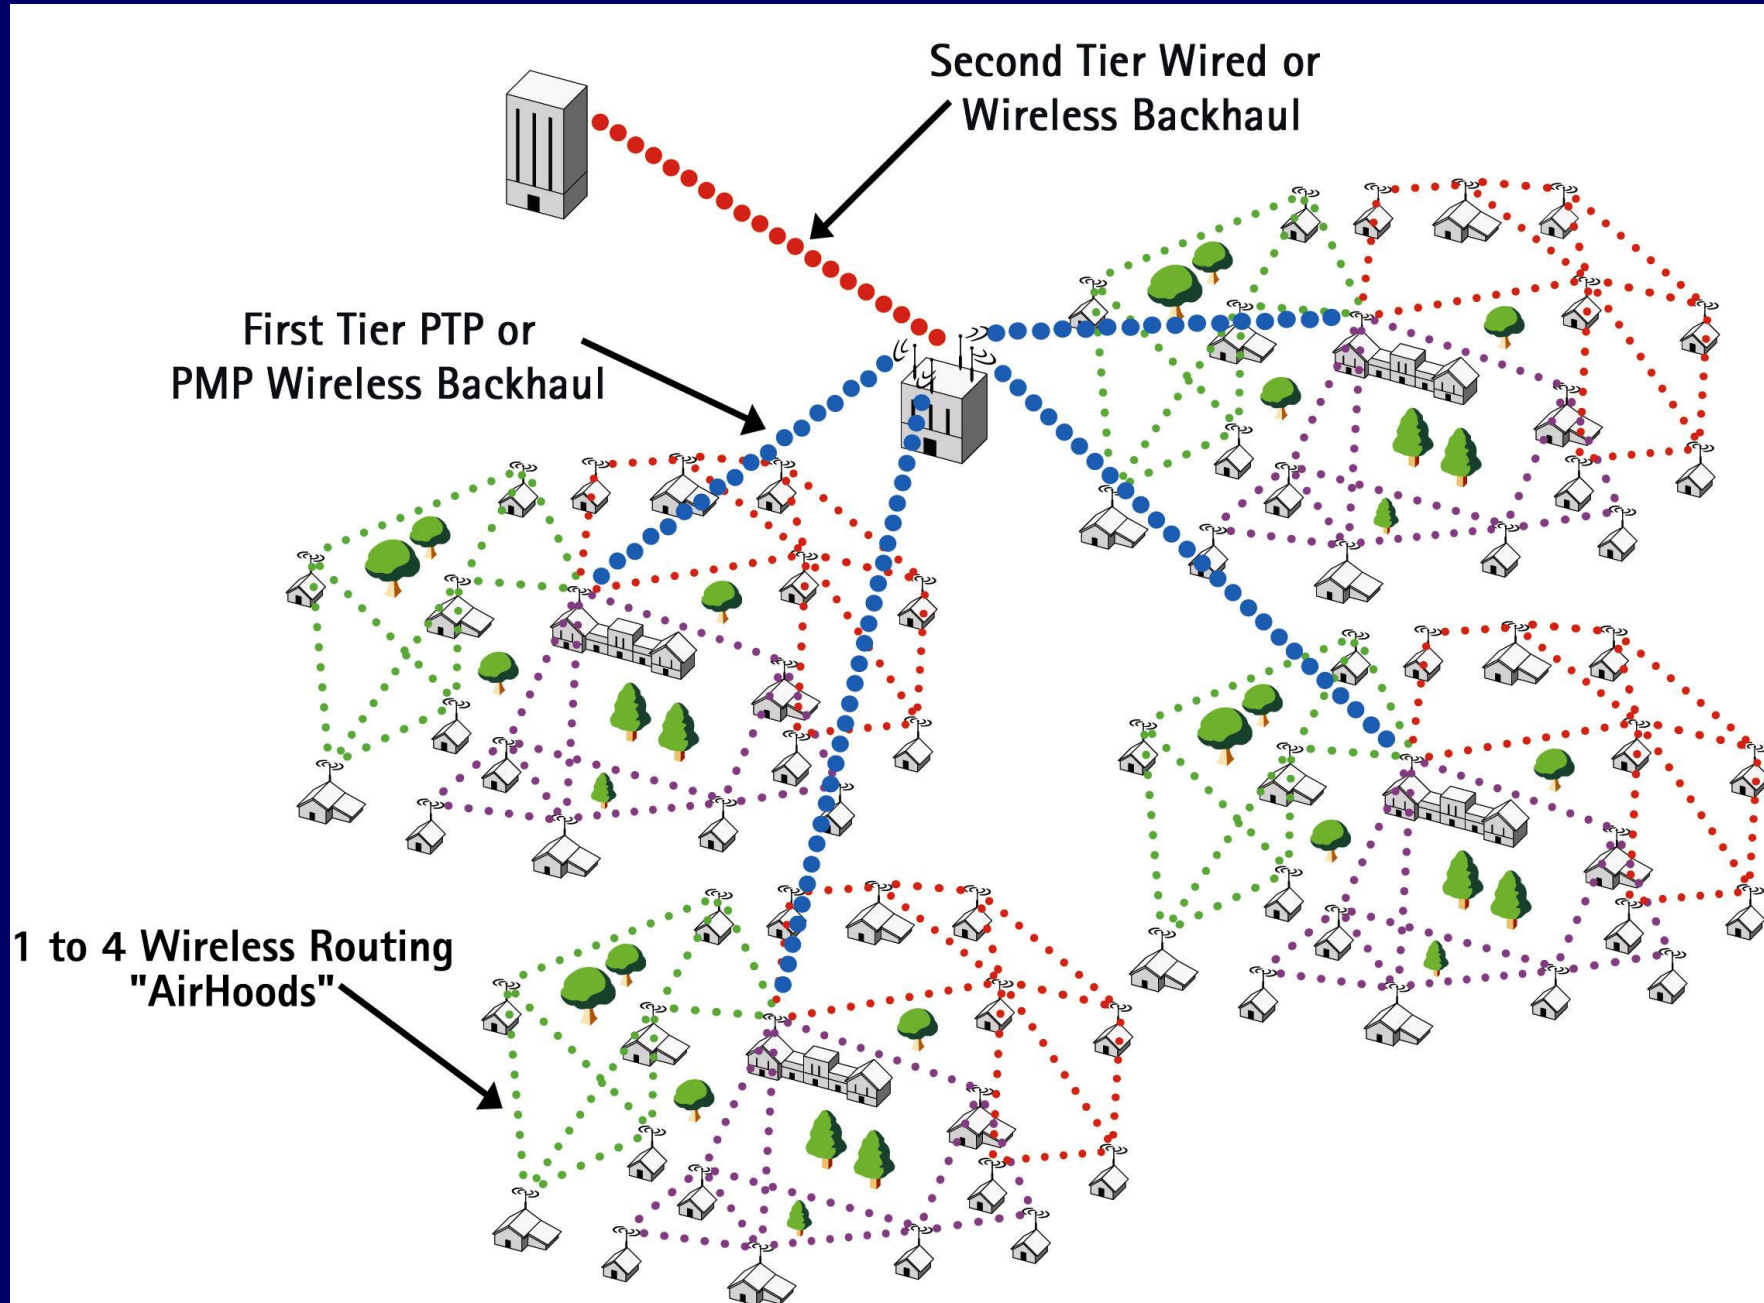 Second Tier Wired or
Wireless Backhaul
First Tier PTP or
PMP Wireless Backhaul
1 to 4 Wireless Routing
"AirHoods"